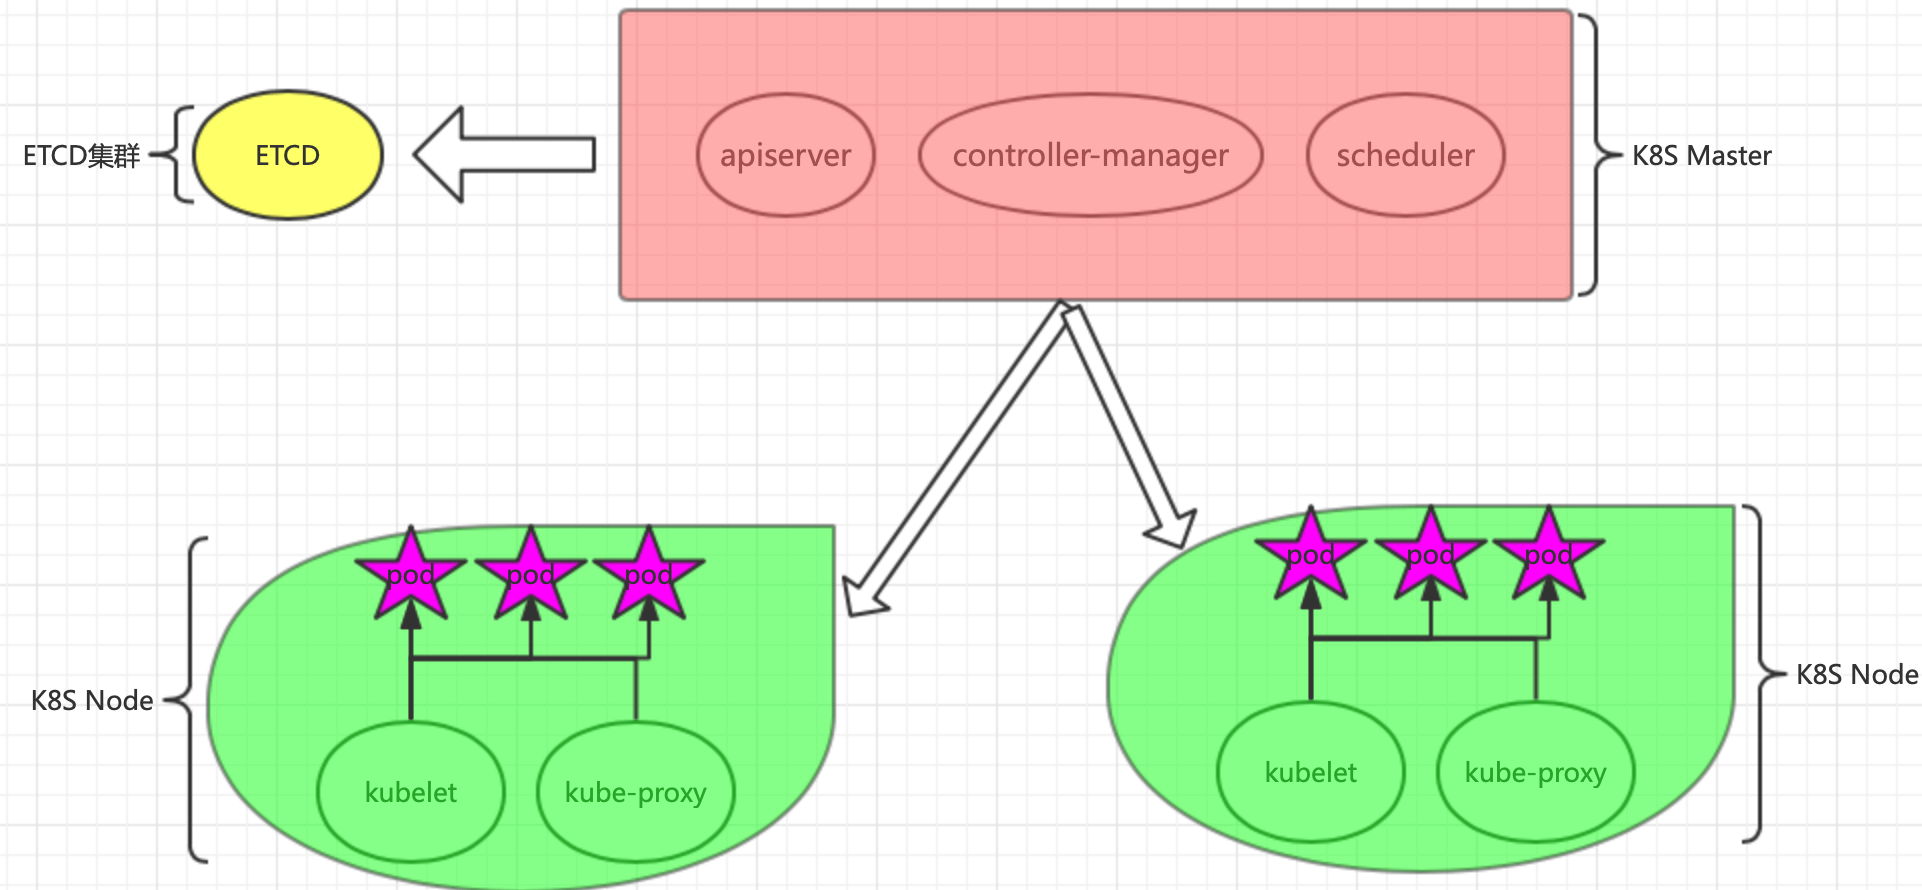 ETCD集群
ETCD
apiserver
controller-manager
scheduler
K8S Master
pod
pod
pod
K8S Node
kubelet
kube-proxy
pod
pod
pod
kubelet
kube-proxy
K8S Node